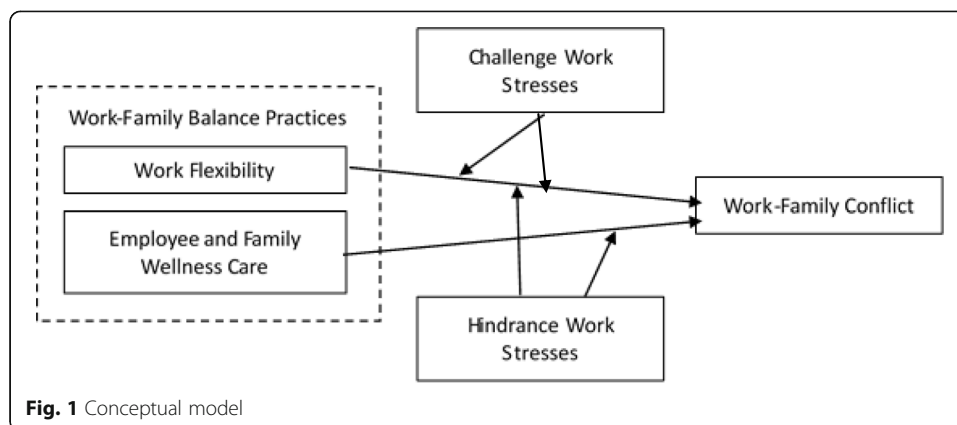 Challenge Work
Stresses
Work-Family Balance Practices
Work Flexibility
Employee and Family
Wellness Care
Work-Family Conflict
Hindrance Work
Stresses
Fig. 1 Conceptual model